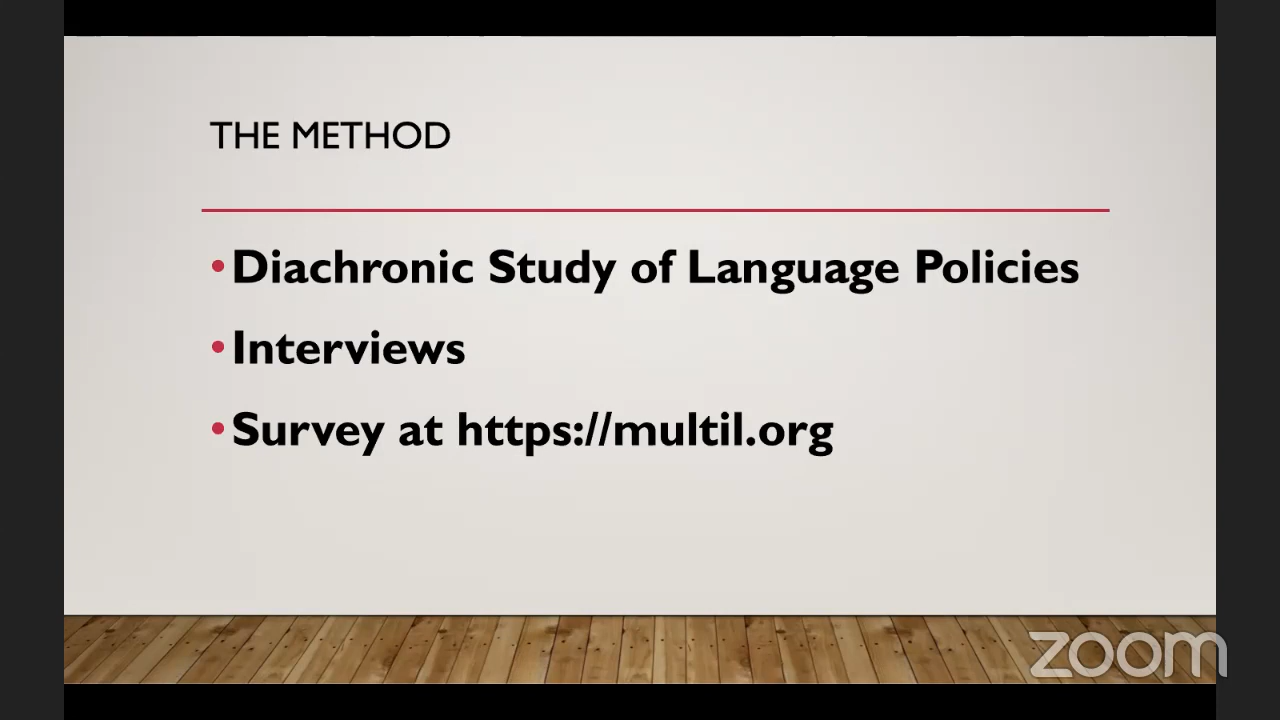 THE METHOD
•Diachronic Study of Language Policies
•Interviews
•Survey at https://multil.org
zoom